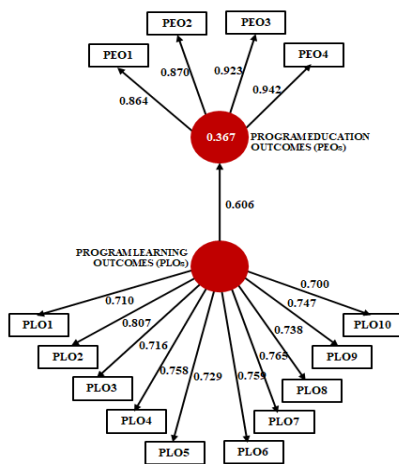 PEO2
PEO3
PEO1
PEO4
0.870
0.923
0.864
0.942
0.367
PROGRAM EDUCATION
OUTCOMES (PEOs)
0.606
PROGRAM LEARNING
OUTCOMES (PLOs)
0.710
0.700
0.747
PLO1
PLO10
0.807
0.738
PLO2
0.716
PLO9
0.765
0.758
0.729
0.759
PLO3
PLO8
PLO4
PLO7
PLO5
PLO6